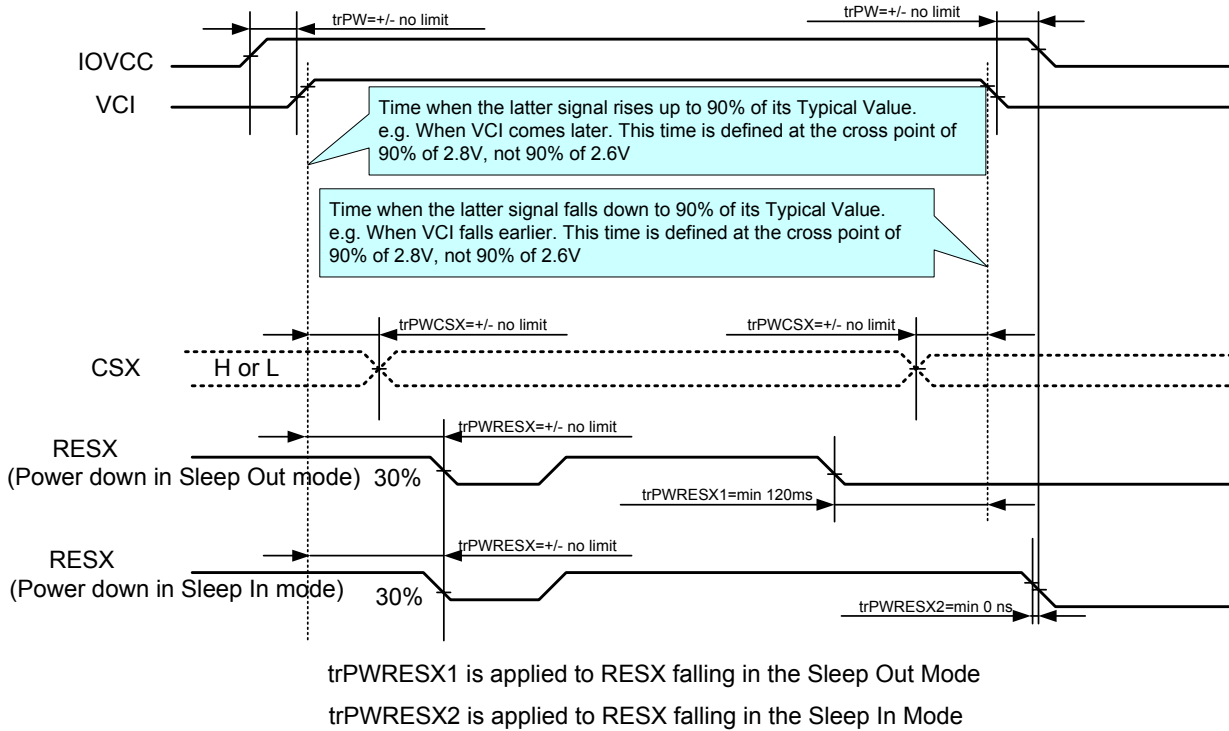 trPW=+/- no limit
trPW=+/- no limit
IOVCC
VCI
Time when the latter signal rises up to 90% of its Typical Value.
e.g. When VCI comes later. This time is defined at the cross point of
90% of 2.8V, not 90% of 2.6V
Time when the latter signal falls down to 90% of its Typical Value.
e.g. When VCI falls earlier. This time is defined at the cross point of
90% of 2.8V, not 90% of 2.6V
trPWCSX=+/- no limit
trPWCSX=+/- no limit
CSX
H or L
trPWRESX=+/- no limit
RESX
(Power down in Sleep Out mode)
30%
trPWRESX1=min 120ms
trPWRESX=+/- no limit
RESX
(Power down in Sleep In mode)
30%
trPWRESX2=min 0 ns
trPWRESX1 is applied to RESX falling in the Sleep Out Mode
trPWRESX2 is applied to RESX falling in the Sleep In Mode